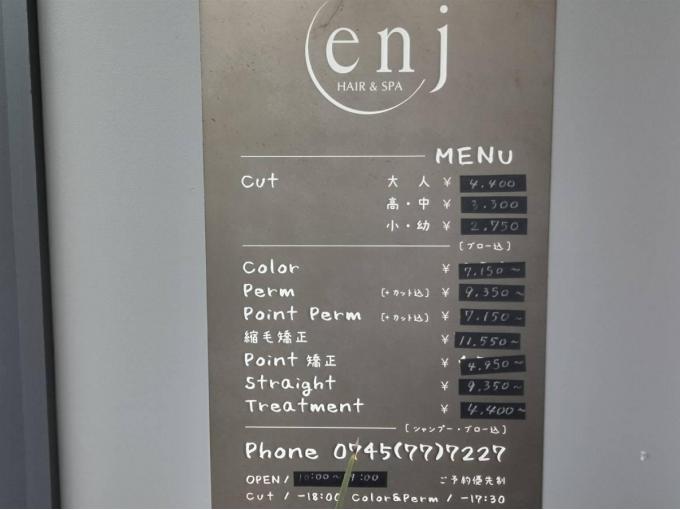 enj
HAIR & SPA
MENU
Cut 大人 ¥ 4.400
高・中 ¥ 3.300
小・幼 ¥ 2.750
[ブロー込]
Color ¥ 7.150~
Perm [+カット込] ¥ 9.350~
Point Perm [+カット込] ¥ 7.150~
縮毛矯正 ¥ 11.550~
Point 矯正 ¥ 4.950~
Straight ¥ 9.350~
Treatment ¥ 4.400~
[シャンプー・ブロー込]
Phone 0745(77)7227
OPEN/ ご予約優先制
Cut / -18:00 Color&Perm / -17:30